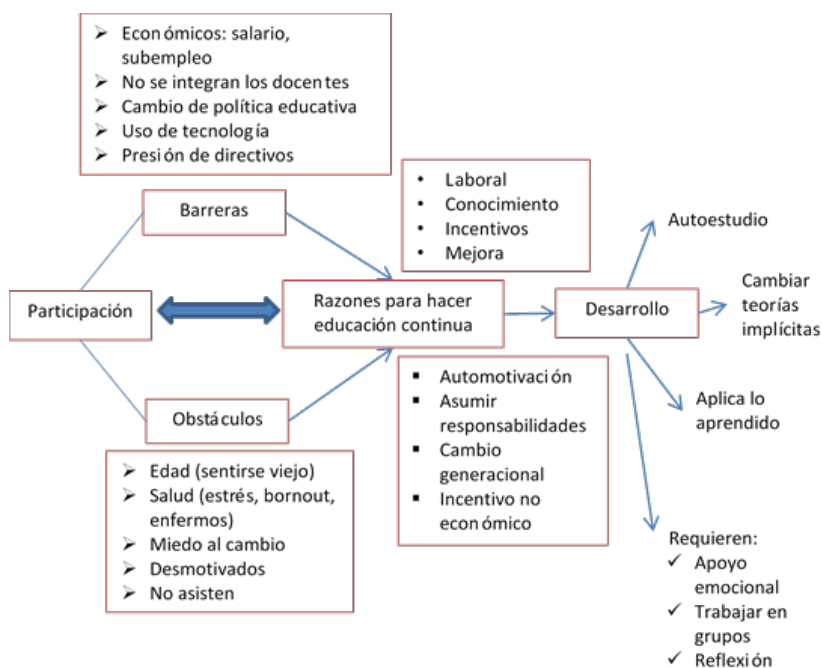 ➢ Económicos: salario,
subempleo
➢ No se integran los docentes
➢ Cambio de política educativa
➢ Uso de tecnología
➢ Presión de directivos
Barreras
• Laboral
• Conocimiento
• Incentivos
• Mejora
Participación
Razones para hacer
educación continua
Desarrollo
Autoestudio
Cambiar
teorías
implícitas
Aplica lo
aprendido
Obstáculos
▪ Automotivación
▪ Asumir
responsabilidades
▪ Cambio
generacional
▪ Incentivo no
económico
➢ Edad (sentirse viejo)
➢ Salud (estrés, bornout,
enfermos)
➢ Miedo al cambio
➢ Desmotivados
➢ No asisten
Requieren:
✓ Apoyo
emocional
✓ Trabajar en
grupos
✓ Reflexión